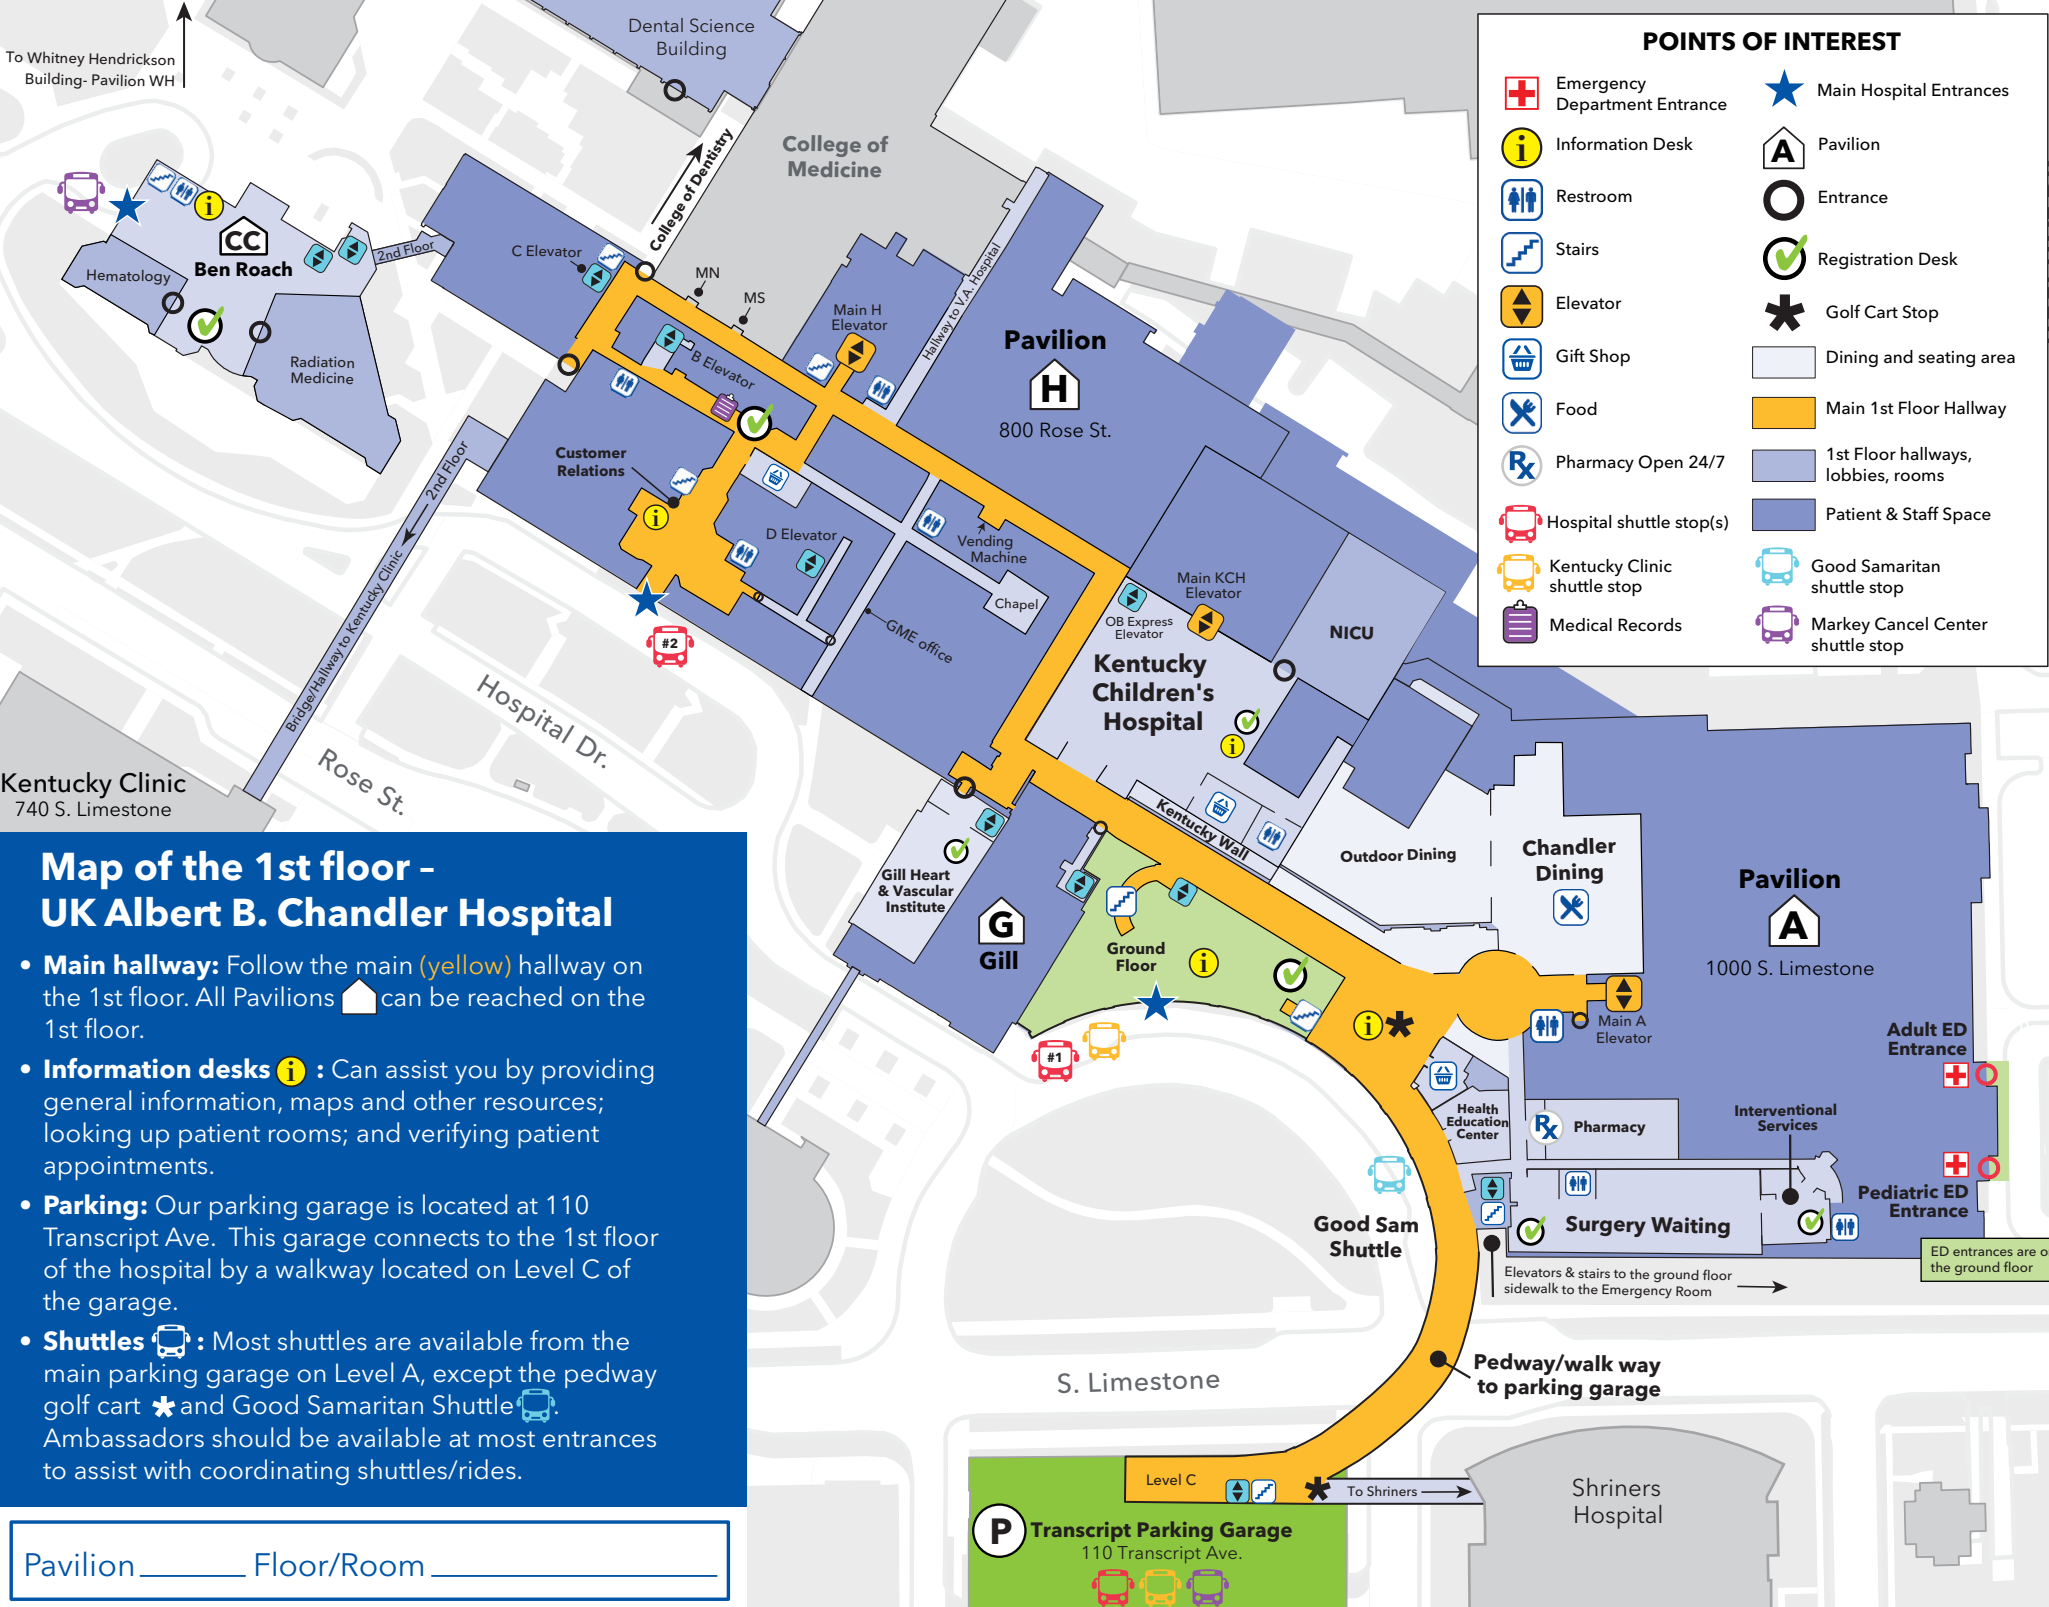 To Whitney Hendrickson
Building- Pavilion WH
Dental Science
Building
College of Dentistry
College of
Medicine
CC
Ben Roach
Hematology
Radiation
Medicine
2nd Floor
C Elevator
MN
MS
B Elevator
Main H
Elevator
Hallway to V.A. Hospital
Pavilion
H
800 Rose St.
Customer
Relations
i
D Elevator
Vending
Machine
Chapel
GME office
#2
2nd Floor
Bridge/Hallway to Kentucky Clinic
Hospital Dr.
Rose St.
Kentucky Clinic
740 S. Limestone
Main KCH
Elevator
OB Express
Elevator
NICU
Kentucky
Children's
Hospital
i
Kentucky Wall
Outdoor Dining
Chandler
Dining
Pavilion
A
1000 S. Limestone
Gill Heart
& Vascular
Institute
G
Gill
Ground
Floor
i
#1
i
Main A
Elevator
Adult ED
Entrance
Health
Education
Center
Rx
Pharmacy
Interventional
Services
Pediatric ED
Entrance
Surgery Waiting
ED entrances are o
the ground floor
Good Sam
Shuttle
Elevators & stairs to the ground floor
sidewalk to the Emergency Room
Pedway/walk way
to parking garage
S. Limestone
Level C
To Shriners
Shriners
Hospital
P
Transcript Parking Garage
110 Transcript Ave.
POINTS OF INTEREST
Emergency
Department Entrance
i
Information Desk
Restroom
Stairs
Elevator
Gift Shop
Food
Rx
Pharmacy Open 24/7
Hospital shuttle stop(s)
Kentucky Clinic
shuttle stop
Medical Records
Main Hospital Entrances
A
Pavilion
Entrance
Registration Desk
Golf Cart Stop
Dining and seating area
Main 1st Floor Hallway
1st Floor hallways,
lobbies, rooms
Patient & Staff Space
Good Samaritan
shuttle stop
Markey Cancel Center
shuttle stop
Map of the 1st floor –
UK Albert B. Chandler Hospital
• Main hallway: Follow the main (yellow) hallway on
the 1st floor. All Pavilions can be reached on the
1st floor.
• Information desks i : Can assist you by providing
general information, maps and other resources;
looking up patient rooms; and verifying patient
appointments.
• Parking: Our parking garage is located at 110
Transcript Ave. This garage connects to the 1st floor
of the hospital by a walkway located on Level C of
the garage.
• Shuttles : Most shuttles are available from the
main parking garage on Level A, except the pedway
golf cart * and Good Samaritan Shuttle .
Ambassadors should be available at most entrances
to assist with coordinating shuttles/rides.
Pavilion ______ Floor/Room ________________